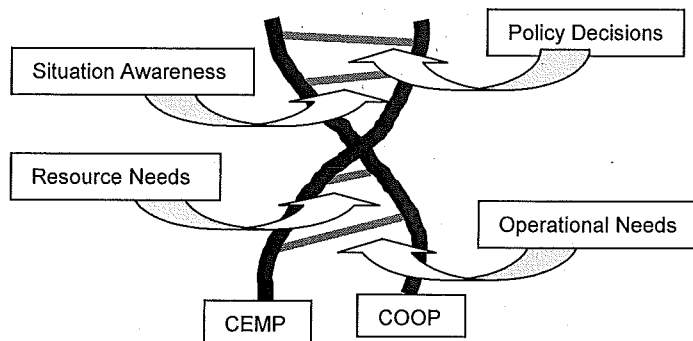 Policy Decisions
Situation Awareness
Resource Needs
Operational Needs
CEMP
COOP